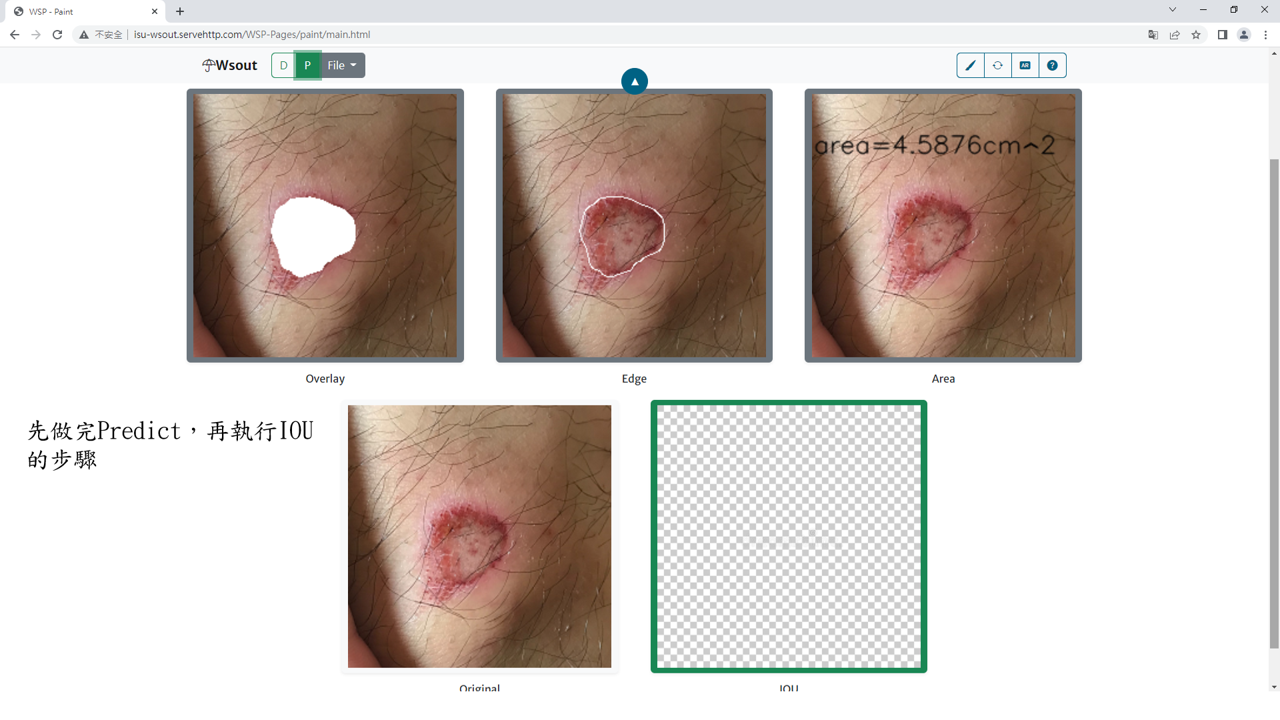 WSP - Paint
不安全
isu-wsout.servehttp.com/WSP-Pages/paint/main.html
Wsout
D
P
File
AR
?
area=4.5876cm^2
Overlay
Edge
Area
先做完Predict，再執行IOU
的步驟
Original
IOU